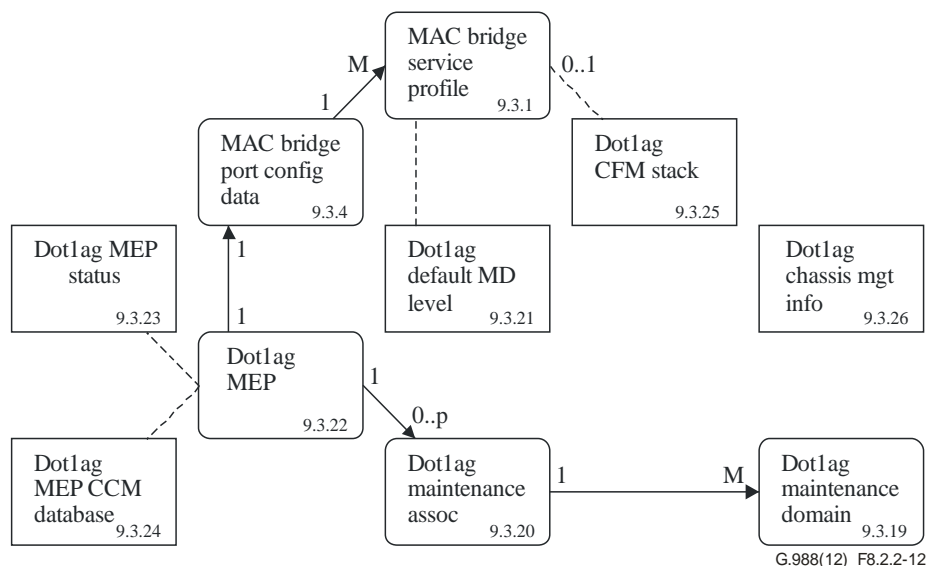 MAC bridge
service
profile
9.3.1
M
1
0..1
MAC bridge
port config
data
9.3.4
Dot1ag
CFM stack
9.3.25
Dot1ag MEP
status
9.3.23
1
1
Dot1ag
default MD
level
9.3.21
Dot1ag
chassis mgt
info
9.3.26
Dot1ag
MEP
9.3.22
1
0..p
Dot1ag
MEP CCM
database
9.3.24
Dot1ag
maintenance
assoc
9.3.20
1
M
Dot1ag
maintenance
domain
9.3.19
G.988(12)_F8.2.2-12